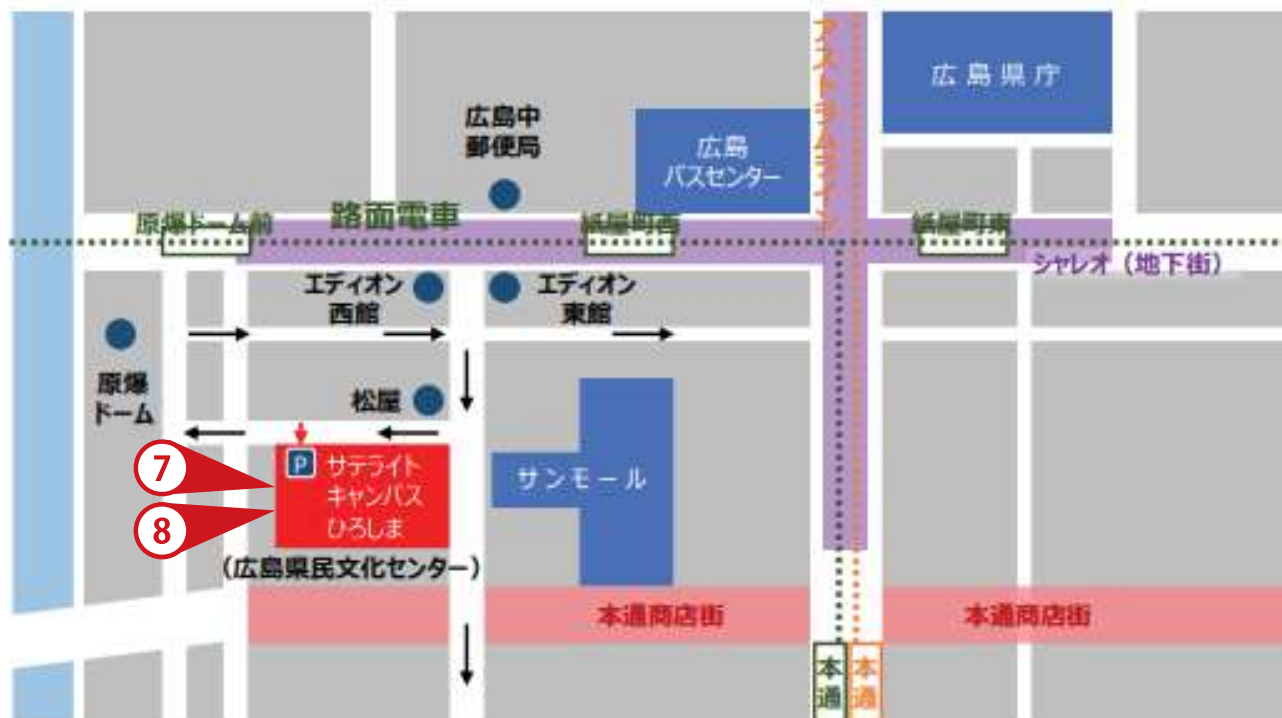 アストラムライン
広島県庁
広島中
郵便局
広島
バスセンター
原爆ドーム前
路面電車
紙屋町西
紙屋町東
シャレオ（地下街）
エディオン
西館
エディオン
東館
原爆
ドーム
松屋
7
8
P
サテライト
キャンパス
ひろしま
（広島県民文化センター）
サンモール
本通商店街
本通商店街
本通
本通